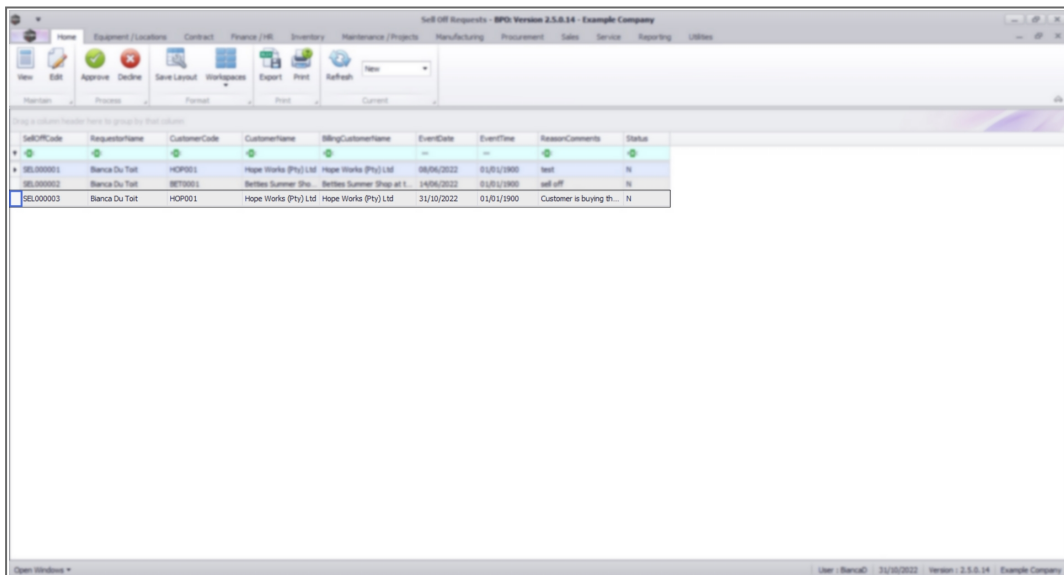 Sell Off Requests - BPO: Version 2.5.0.14 - Example Company
Home Equipment / Locations Contract Finance / HR Inventory Maintenance / Projects Manufacturing Procurement Sales Service Reporting Utilities
View Edit Approve Decline Save Layout Workspaces Export Print Refresh New
Maintain Process Format Print Current
Drag a column header here to group by that column
SellOffCode RequestorName CustomerCode CustomerName BillingCustomerName EventDate EventTime ReasonComments Status
SEL000001 Bianca Du Toit HOP001 Hope Works (Pty) Ltd Hope Works (Pty) Ltd 08/06/2022 01/01/1900 test N
SEL000002 Bianca Du Toit BET0001 Betties Summer Sho... Betties Summer Shop at t... 14/06/2022 01/01/1900 sell off N
SEL000003 Bianca Du Toit HOP001 Hope Works (Pty) Ltd Hope Works (Pty) Ltd 31/10/2022 01/01/1900 Customer is buying th... N
Open Windows User : BiancaD 31/10/2022 Version : 2.5.0.14 Example Company